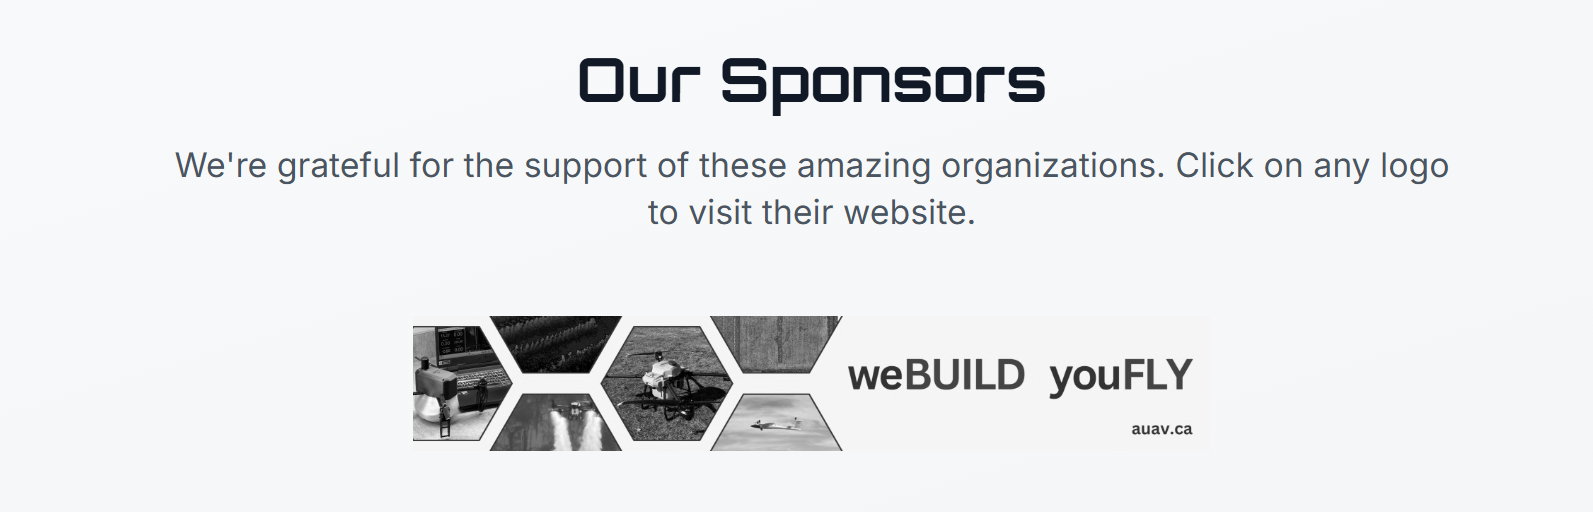 Our Sponsors
We're grateful for the support of these amazing organizations. Click on any logo
to visit their website.
weBUILD youFLY
auav.ca